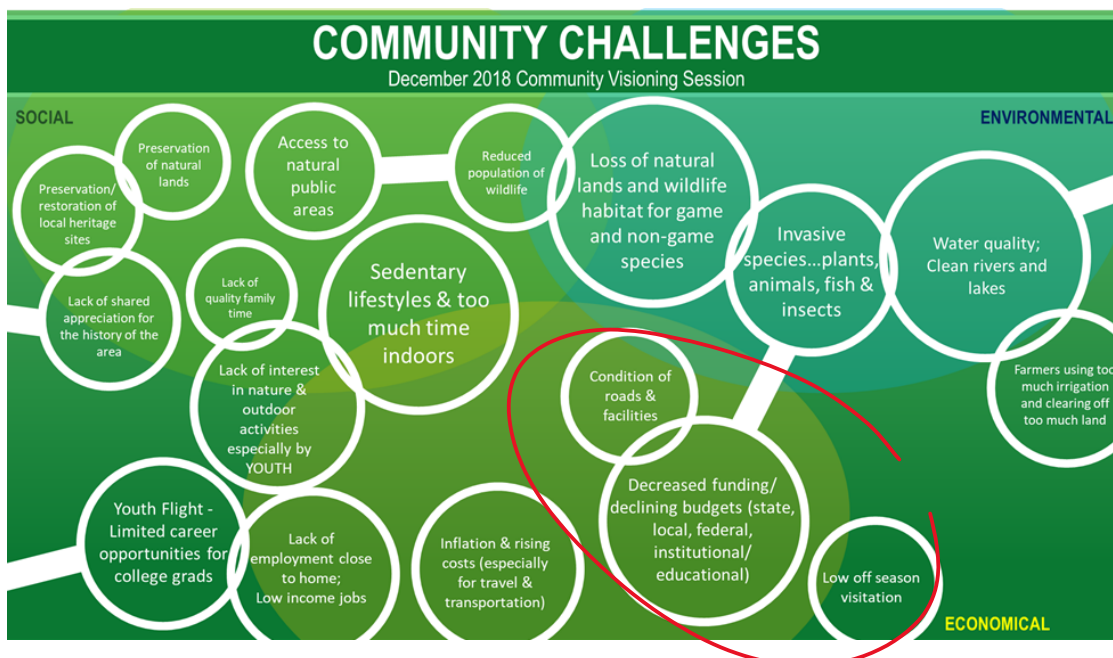 COMMUNITY CHALLENGES
December 2018 Community Visioning Session
SOCIAL
ENVIRONMENTAL
Preservation
of natural
lands
Access to
natural
public
areas
Reduced
population of
wildlife
Loss of natural
lands and wildlife
habitat for game
and non-game
species
Preservation/
restoration of
local heritage
sites
Invasive
species...plants,
animals, fish &
insects
Water quality;
Clean rivers and
lakes
Lack of
quality family
time
Sedentary
lifestyles & too
much time
indoors
Lack of shared
appreciation for
the history of the
area
Lack of interest
in nature &
outdoor
activities
especially by
YOUTH
Condition of
roads &
facilities
Farmers using too
much irrigation
and clearing off
too much land
Youth Flight -
Limited career
opportunities for
college grads
Lack of
employment close
to home;
Low income jobs
Inflation & rising
costs (especially
for travel &
transportation)
Decreased funding/
declining budgets (state,
local, federal,
institutional/
educational)
Low off season
visitation
ECONOMICAL